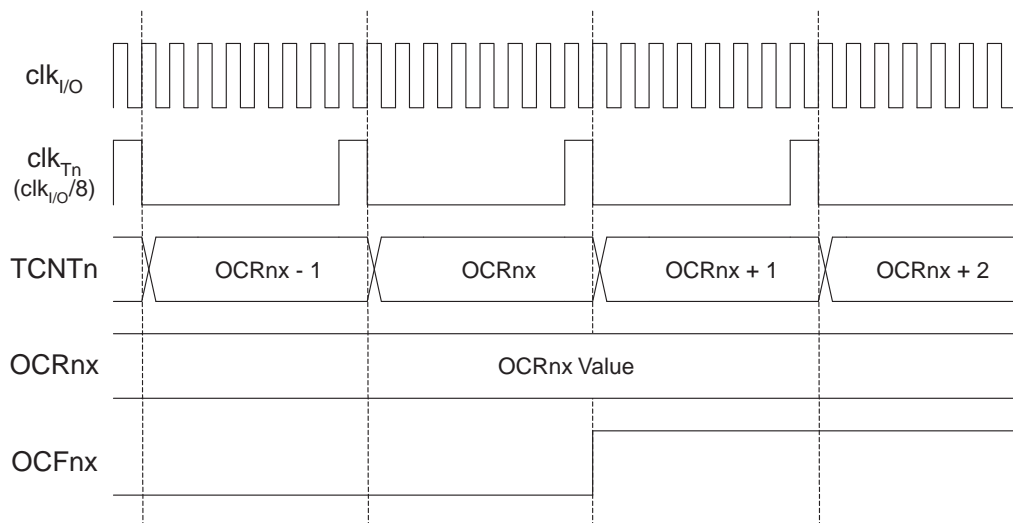 clkI/O
clkTn
(clkI/O/8)
TCNTn
OCRnx - 1
OCRnx
OCRnx + 1
OCRnx + 2
OCRnx
OCRnx Value
OCFnx